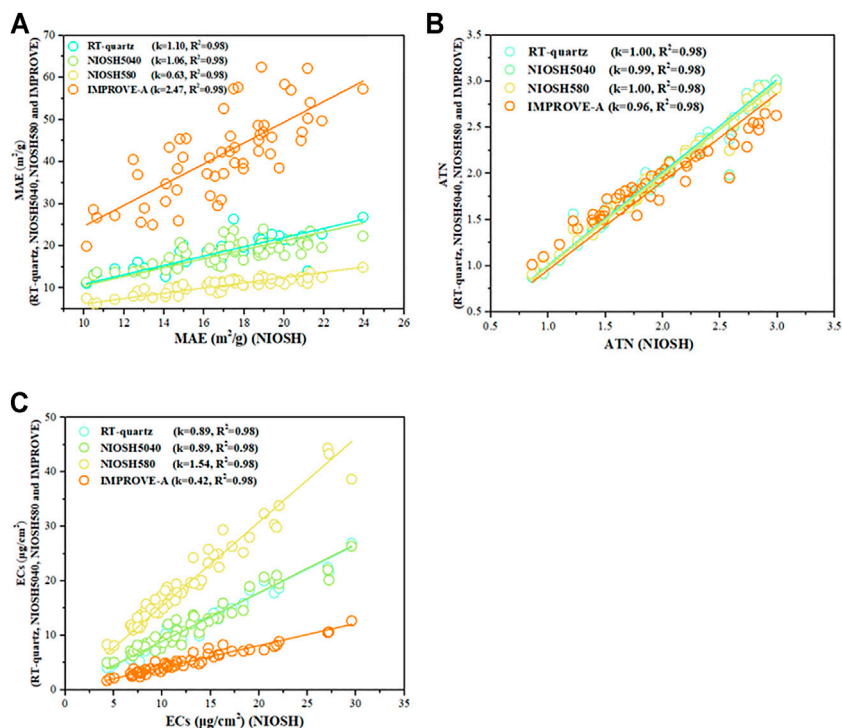 A
RT-quartz (k=1.10, R²=0.98)
NIOSH5040 (k=1.06, R²=0.98)
NIOSH580 (k=0.63, R²=0.98)
IMPROVE-A (k=2.47, R²=0.98)
MAE (m²/g)
(RT-quartz, NIOSH5040, NIOSH580 and IMPROVE)
70
60
50
40
30
20
10
10 12 14 16 18 20 22 24 26
MAE (m²/g) (NIOSH)
B
RT-quartz (k=1.00, R²=0.98)
NIOSH5040 (k=0.99, R²=0.98)
NIOSH580 (k=1.00, R²=0.98)
IMPROVE-A (k=0.96, R²=0.98)
ATN
(RT-quartz, NIOSH5040, NIOSH580 and IMPROVE)
3.5
3.0
2.5
2.0
1.5
1.0
0.5
0.5 1.0 1.5 2.0 2.5 3.0 3.5
ATN (NIOSH)
C
RT-quartz (k=0.89, R²=0.98)
NIOSH5040 (k=0.89, R²=0.98)
NIOSH580 (k=1.54, R²=0.98)
IMPROVE-A (k=0.42, R²=0.98)
ECs (μg/cm²)
(RT-quartz, NIOSH5040, NIOSH580 and IMPROVE)
50
40
30
20
10
0
0 5 10 15 20 25 30 35
ECs (μg/cm²) (NIOSH)